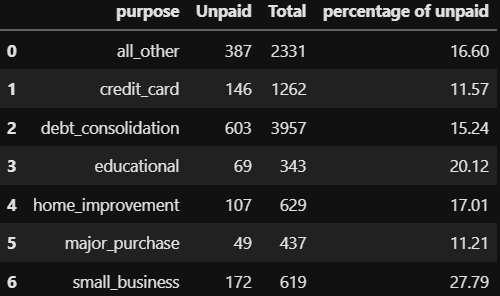 purpose Unpaid Total percentage of unpaid
0 all_other 387 2331 16.60
1 credit_card 146 1262 11.57
2 debt_consolidation 603 3957 15.24
3 educational 69 343 20.12
4 home_improvement 107 629 17.01
5 major_purchase 49 437 11.21
6 small_business 172 619 27.79